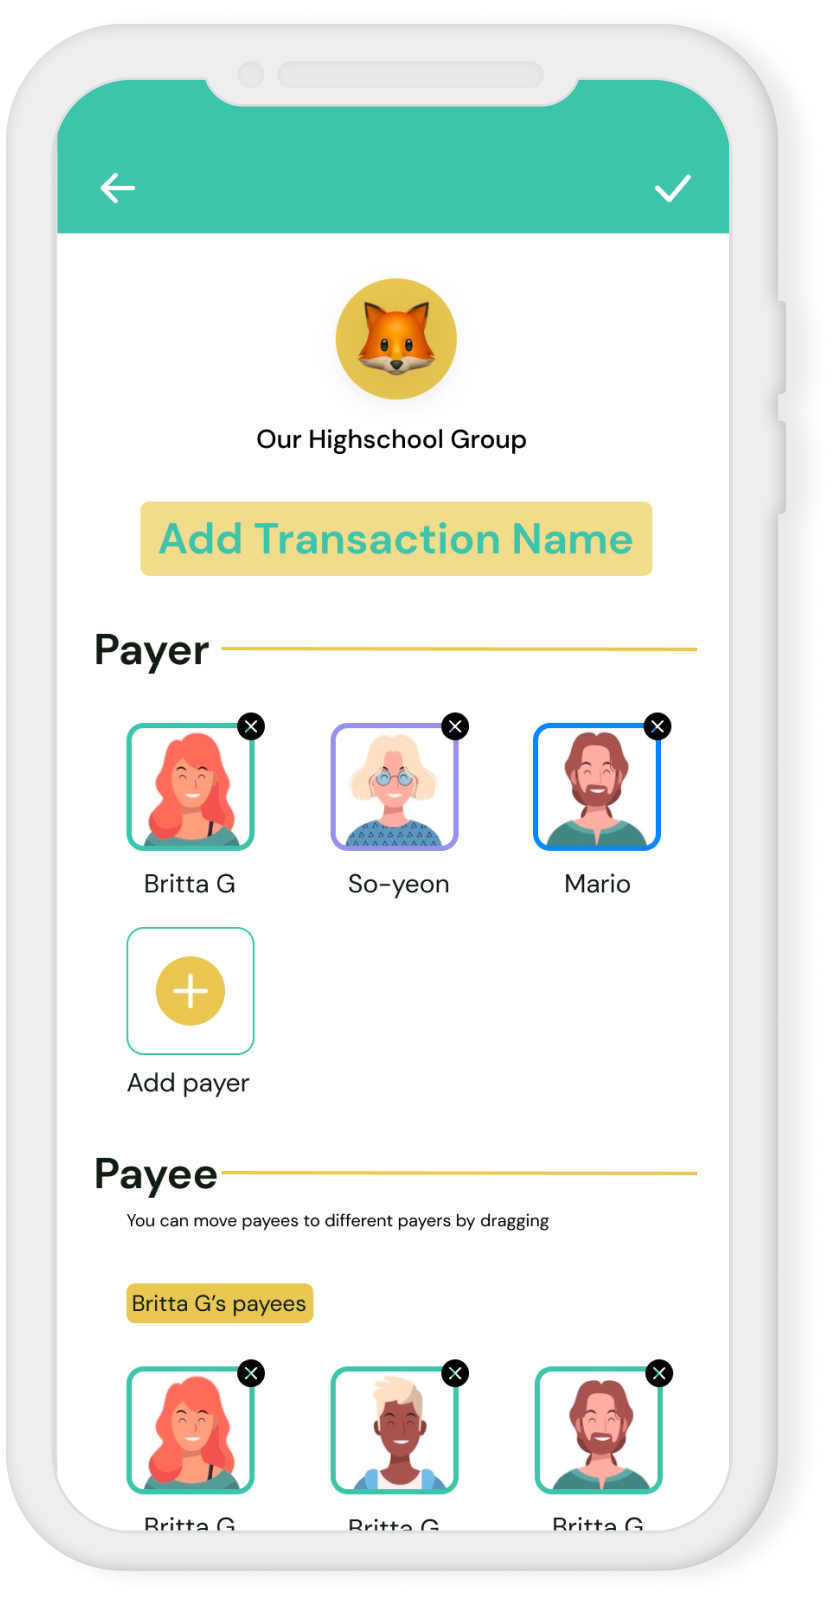 Our Highschool Group
Add Transaction Name
Payer
Britta G
So-yeon
Mario
Add payer
Payee
You can move payees to different payers by dragging
Britta G’s payees
Britta G
Britta G
Britta G